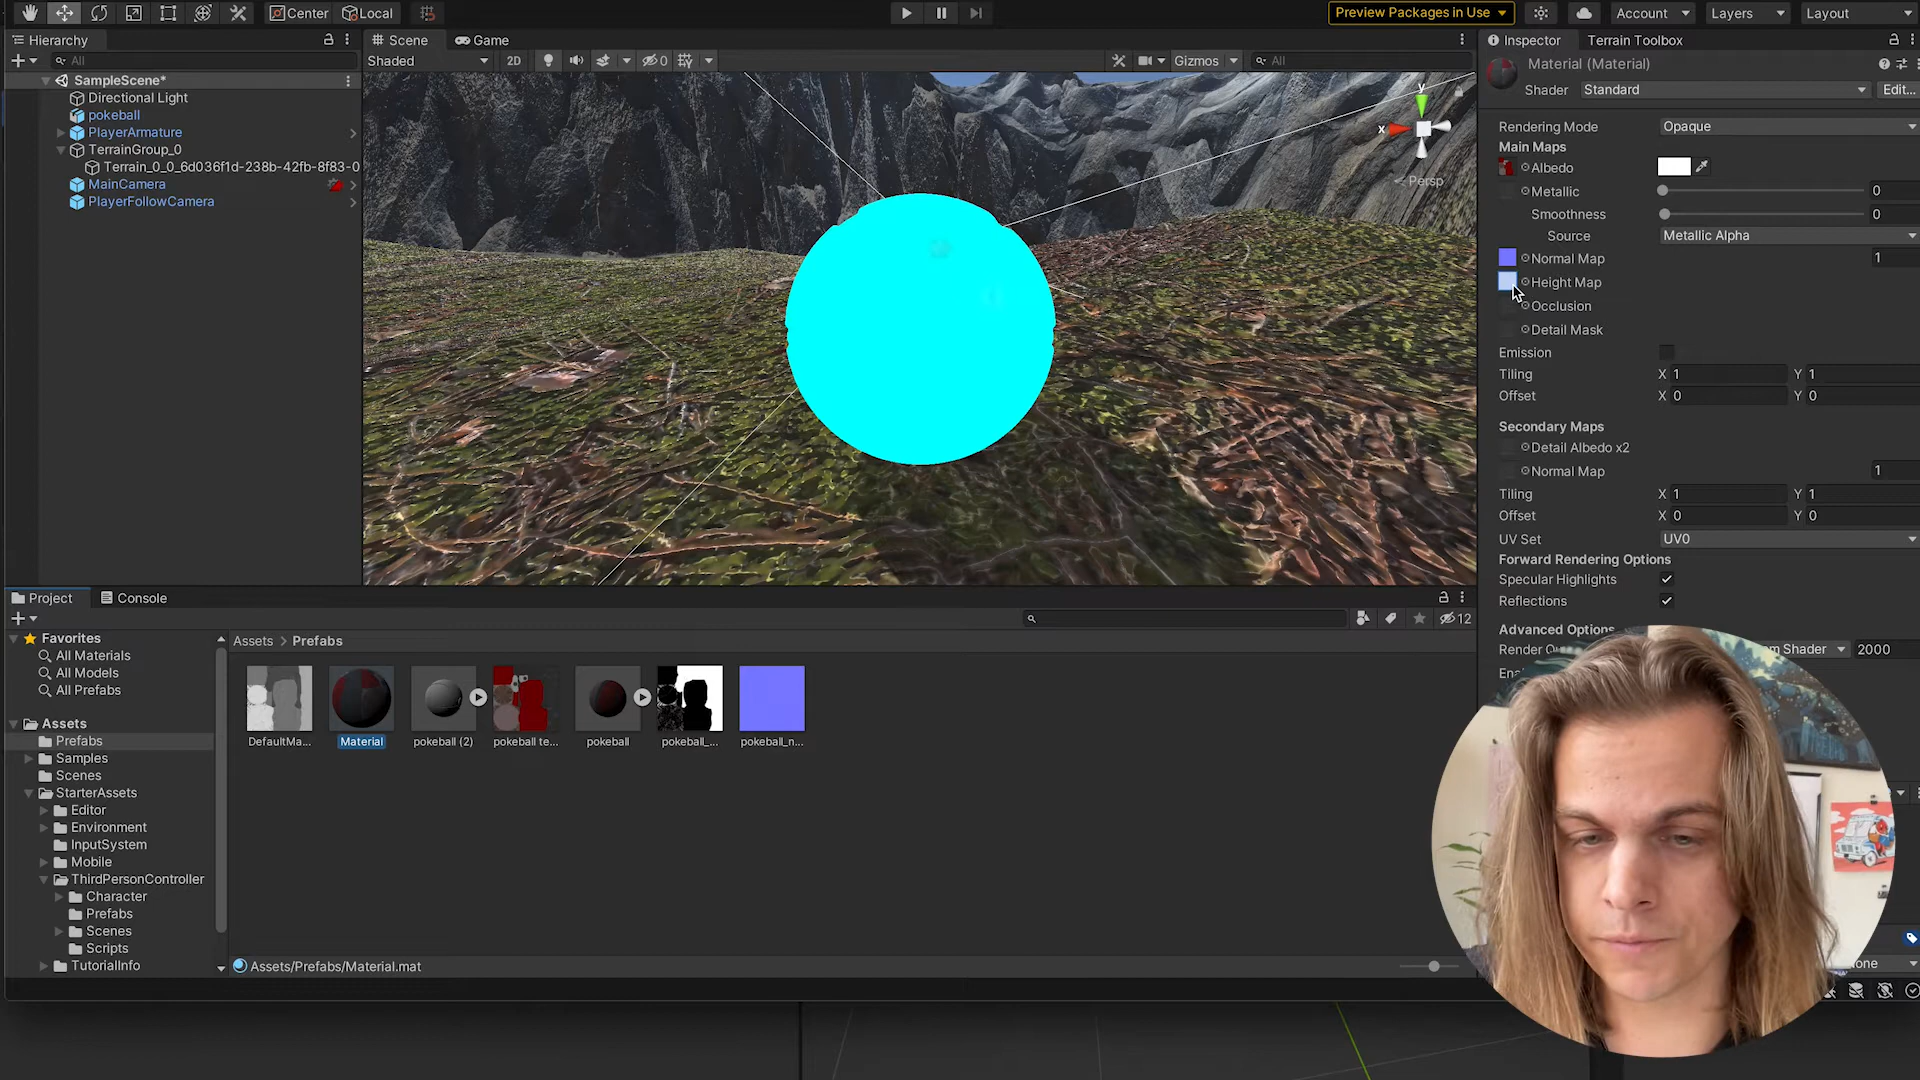 Center
Local
Preview Packages in Use
Account
Layers
Layout
Hierarchy
Scene
Game
Inspector
Terrain Toolbox
All
Shaded
2D
0
Gizmos
All
SampleScene*
Directional Light
pokeball
PlayerArmature
TerrainGroup_0
Terrain_0_0_6d036f1d-238b-42fb-8f83-0
MainCamera
PlayerFollowCamera
y
x
Persp
Material (Material)
Shader
Standard
Edit...
Rendering Mode
Opaque
Main Maps
Albedo
Metallic
0
Smoothness
0
Source
Metallic Alpha
Normal Map
1
Height Map
Occlusion
Detail Mask
Emission
Tiling
X 1
Y 1
Offset
X 0
Y 0
Secondary Maps
Detail Albedo x2
Normal Map
1
Tiling
X 1
Y 1
Offset
X 0
Y 0
UV Set
UV0
Forward Rendering Options
Specular Highlights
Reflections
Advanced Options
Shader
2000
Project
Console
12
Favorites
All Materials
All Models
All Prefabs
Assets
Prefabs
Samples
Scenes
StarterAssets
Editor
Environment
InputSystem
Mobile
ThirdPersonController
Character
Prefabs
Scenes
Scripts
TutorialInfo
Assets > Prefabs
DefaultMa...
Material
pokeball (2)
pokeball te...
pokeball
pokeball_...
pokeball_n...
Assets/Prefabs/Material.mat